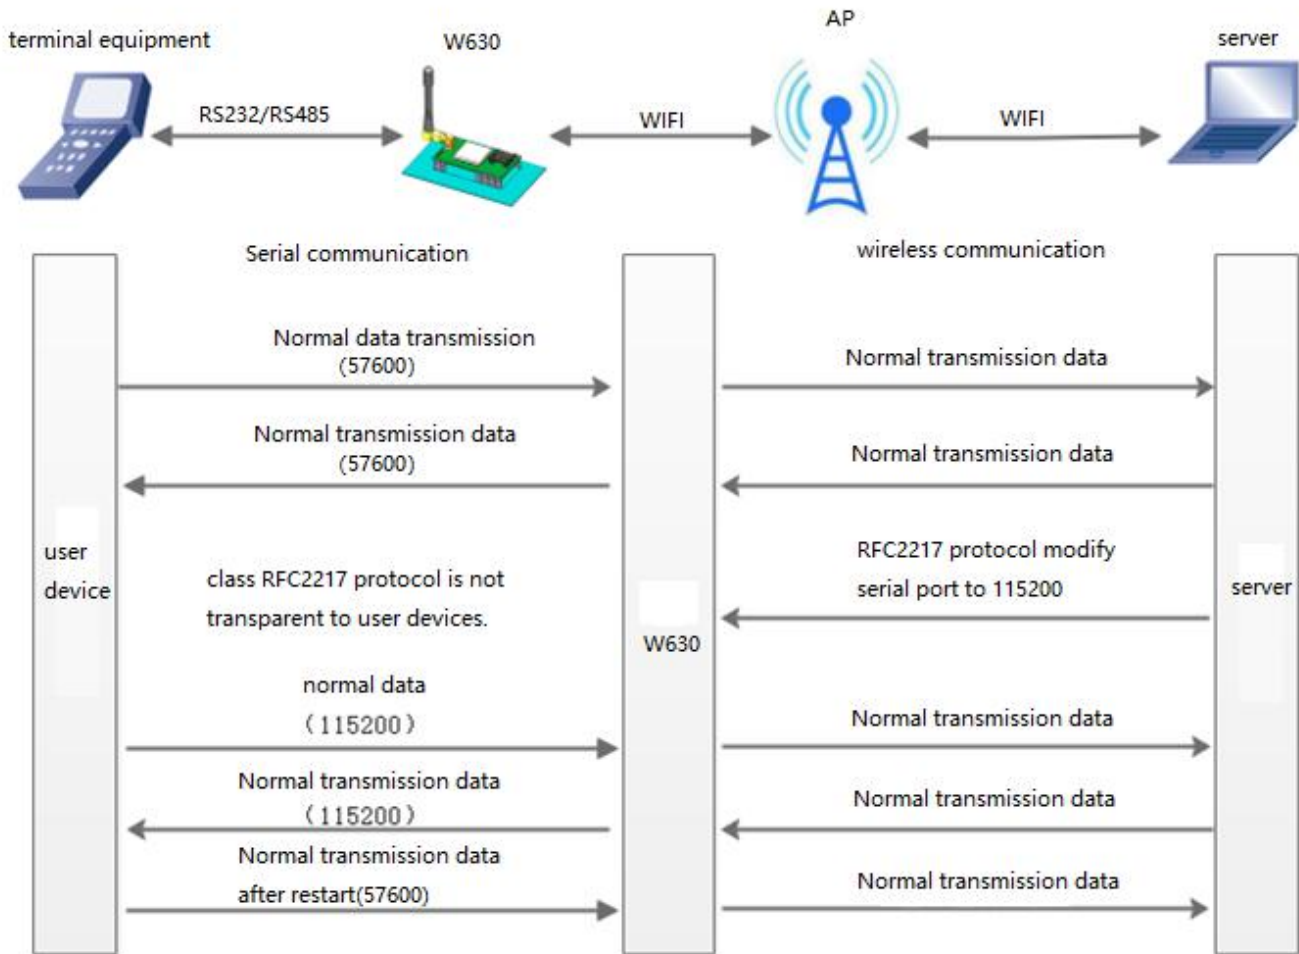 AP
terminal equipment
W630
server
RS232/RS485
WIFI
WIFI
Serial communication
wireless communication
Normal data transmission
(57600)
Normal transmission data
Normal transmission data
(57600)
Normal transmission data
user
device
class RFC2217 protocol is not
transparent to user devices.
RFC2217 protocol modify
serial port to 115200
W630
server
normal data
(115200)
Normal transmission data
Normal transmission data
(115200)
Normal transmission data
Normal transmission data
after restart(57600)
Normal transmission data